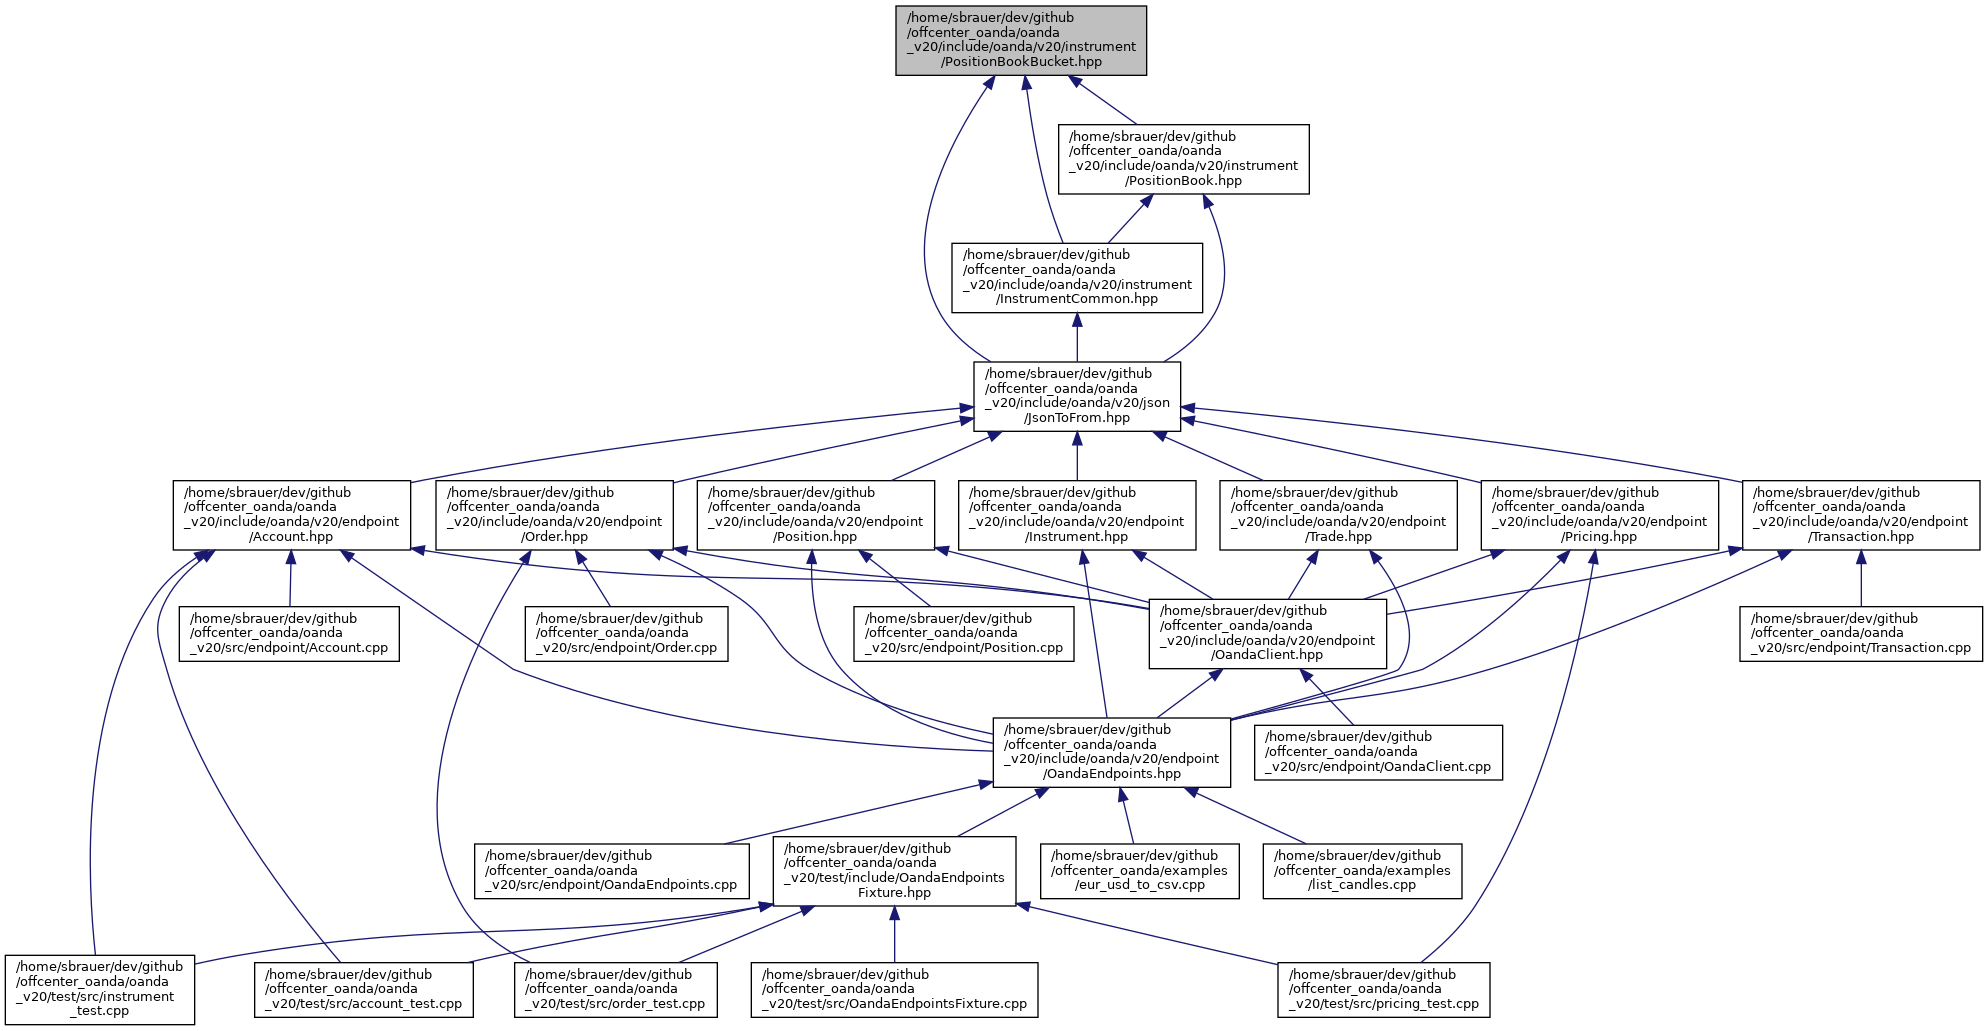 /home/sbrauer/dev/github
/offcenter_oanda/oanda
_v20/include/oanda/v20/instrument
/PositionBookBucket.hpp
/home/sbrauer/dev/github
/offcenter_oanda/oanda
_v20/include/oanda/v20/instrument
/PositionBook.hpp
/home/sbrauer/dev/github
/offcenter_oanda/oanda
_v20/include/oanda/v20/instrument
/InstrumentCommon.hpp
/home/sbrauer/dev/github
/offcenter_oanda/oanda
_v20/include/oanda/v20/json
/JsonToFrom.hpp
/home/sbrauer/dev/github
/offcenter_oanda/oanda
_v20/include/oanda/v20/endpoint
/Account.hpp
/home/sbrauer/dev/github
/offcenter_oanda/oanda
_v20/include/oanda/v20/endpoint
/Order.hpp
/home/sbrauer/dev/github
/offcenter_oanda/oanda
_v20/include/oanda/v20/endpoint
/Position.hpp
/home/sbrauer/dev/github
/offcenter_oanda/oanda
_v20/include/oanda/v20/endpoint
/Instrument.hpp
/home/sbrauer/dev/github
/offcenter_oanda/oanda
_v20/include/oanda/v20/endpoint
/Trade.hpp
/home/sbrauer/dev/github
/offcenter_oanda/oanda
_v20/include/oanda/v20/endpoint
/Pricing.hpp
/home/sbrauer/dev/github
/offcenter_oanda/oanda
_v20/include/oanda/v20/endpoint
/Transaction.hpp
/home/sbrauer/dev/github
/offcenter_oanda/oanda
_v20/src/endpoint/Account.cpp
/home/sbrauer/dev/github
/offcenter_oanda/oanda
_v20/src/endpoint/Order.cpp
/home/sbrauer/dev/github
/offcenter_oanda/oanda
_v20/src/endpoint/Position.cpp
/home/sbrauer/dev/github
/offcenter_oanda/oanda
_v20/include/oanda/v20/endpoint
/OandaClient.hpp
/home/sbrauer/dev/github
/offcenter_oanda/oanda
_v20/src/endpoint/Transaction.cpp
/home/sbrauer/dev/github
/offcenter_oanda/oanda
_v20/include/oanda/v20/endpoint
/OandaEndpoints.hpp
/home/sbrauer/dev/github
/offcenter_oanda/oanda
_v20/src/endpoint/OandaClient.cpp
/home/sbrauer/dev/github
/offcenter_oanda/oanda
_v20/src/endpoint/OandaEndpoints.cpp
/home/sbrauer/dev/github
/offcenter_oanda/oanda
_v20/test/include/OandaEndpoints
Fixture.hpp
/home/sbrauer/dev/github
/offcenter_oanda/examples
/eur_usd_to_csv.cpp
/home/sbrauer/dev/github
/offcenter_oanda/examples
/list_candles.cpp
/home/sbrauer/dev/github
/offcenter_oanda/oanda
_v20/test/src/instrument
_test.cpp
/home/sbrauer/dev/github
/offcenter_oanda/oanda
_v20/test/src/account_test.cpp
/home/sbrauer/dev/github
/offcenter_oanda/oanda
_v20/test/src/order_test.cpp
/home/sbrauer/dev/github
/offcenter_oanda/oanda
_v20/test/src/OandaEndpointsFixture.cpp
/home/sbrauer/dev/github
/offcenter_oanda/oanda
_v20/test/src/pricing_test.cpp